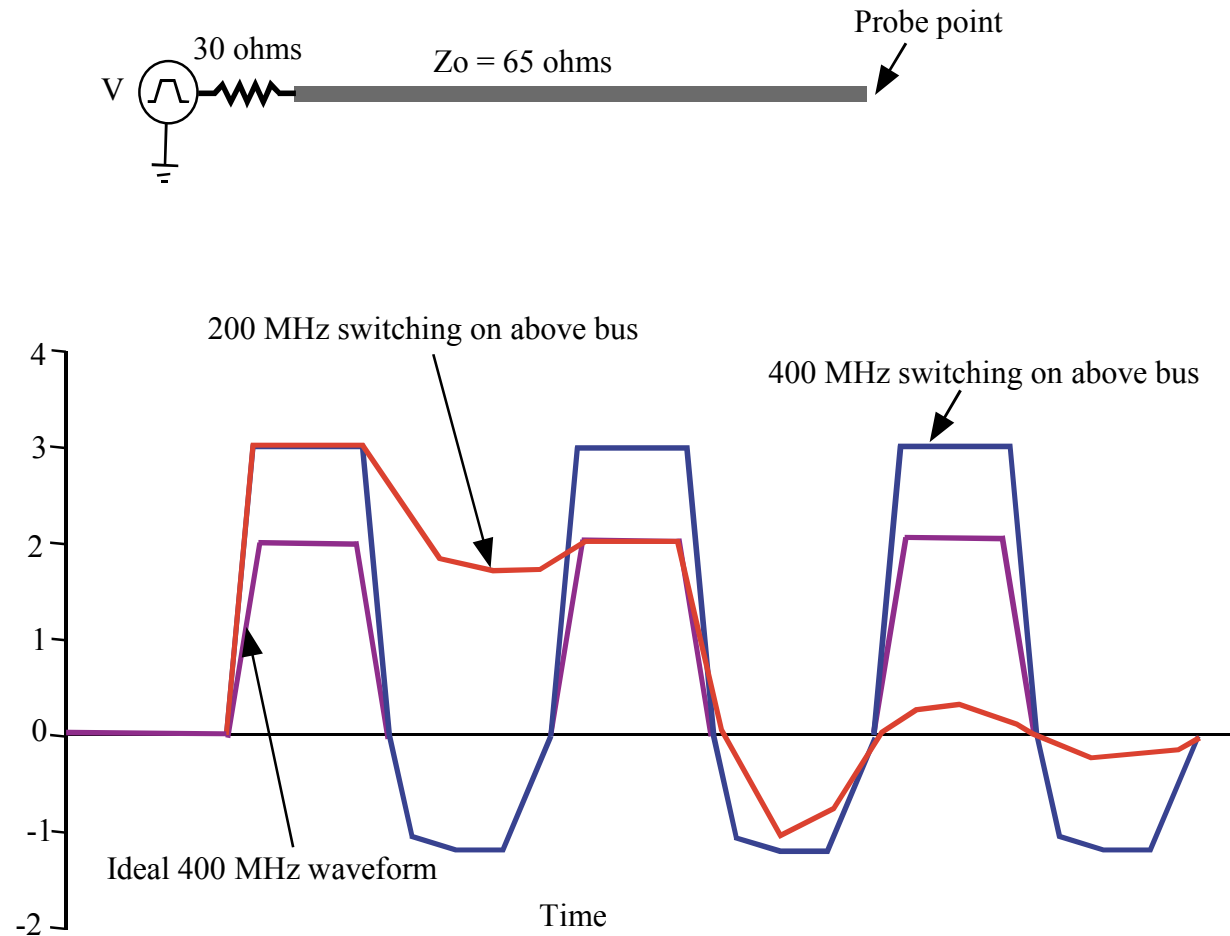 Probe point
30 ohms
Zo = 65 ohms
V
200 MHz switching on above bus
400 MHz switching on above bus
4
3
2
1
0
-1
-2
Ideal 400 MHz waveform
Time